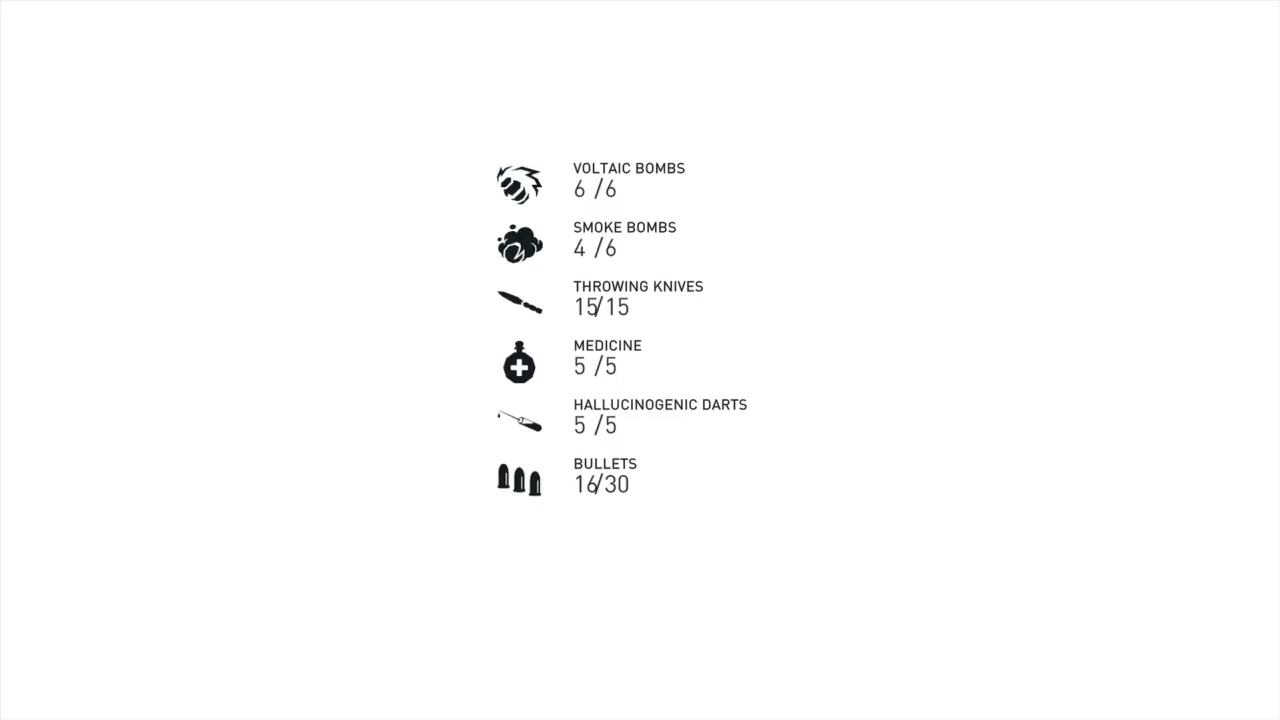 VOLTAIC BOMBS
6 /6
SMOKE BOMBS
4 /6
THROWING KNIVES
15/15
MEDICINE
5 /5
HALLUCINOGENIC DARTS
5 /5
BULLETS
16/30